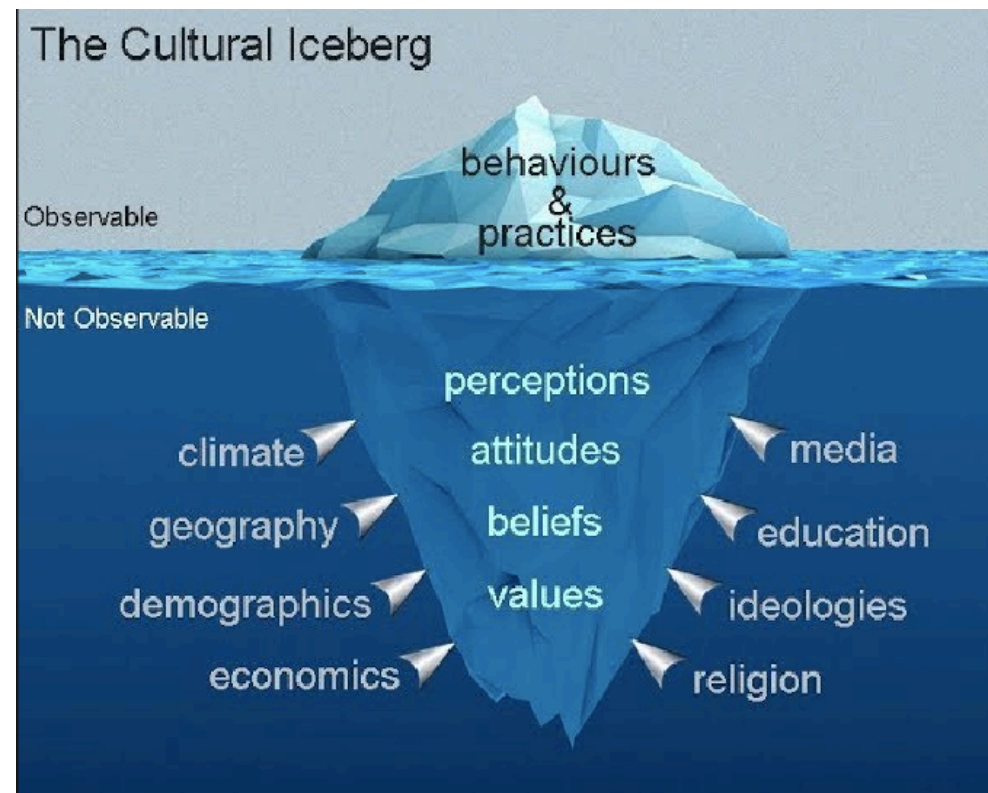 The Cultural Iceberg
behaviours
&
practices
Observable
Not Observable
perceptions
climate
attitudes
media
geography
beliefs
education
demographics
values
ideologies
economics
religion